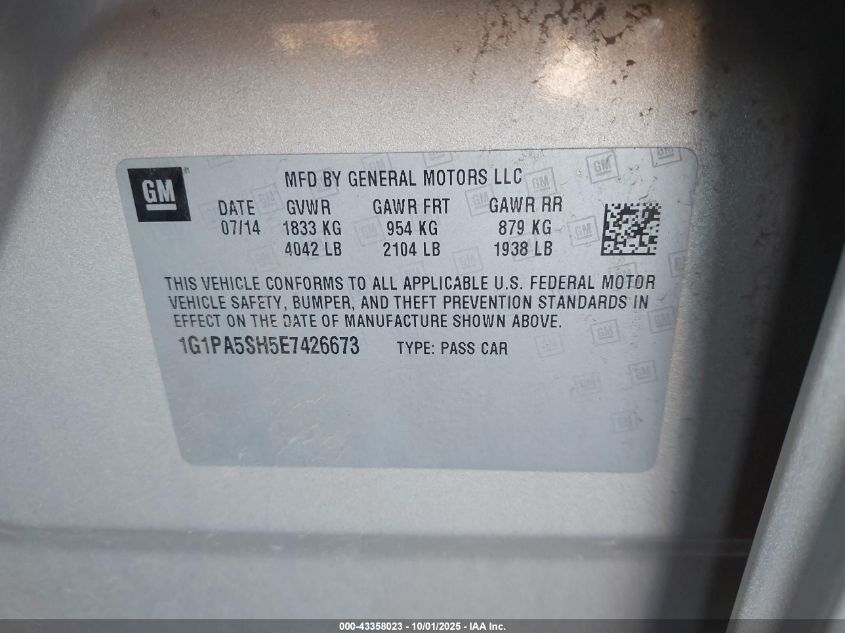 GM
MFD BY GENERAL MOTORS LLC
DATE GVWR GAWR FRT GAWR RR
07/14 1833 KG 954 KG 879 KG
4042 LB 2104 LB 1938 LB
THIS VEHICLE CONFORMS TO ALL APPLICABLE U.S. FEDERAL MOTOR
VEHICLE SAFETY, BUMPER, AND THEFT PREVENTION STANDARDS IN
EFFECT ON THE DATE OF MANUFACTURE SHOWN ABOVE.
1G1PA5SH5E7426673 TYPE: PASS CAR
000-43358023 - 10/01/2025 - IAA Inc.